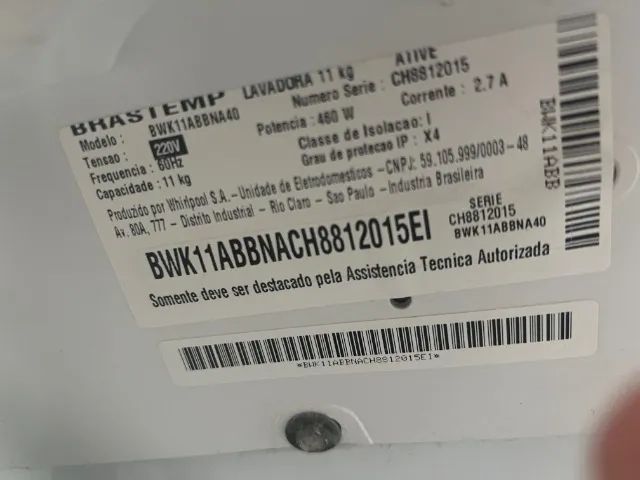 BRASTEMP LAVADORA 11 kg ATIVE
Modelo : BWK11ABBNA40 Numero Serie : CH8812015
Tensao : 220V Potencia : 460 W Corrente : 2.7 A
Frequencia : 60Hz Classe de Isolacao : I
Capacidade : 11 kg Grau de protecao IP : X4
Produzido por Whirlpool S.A.-Unidade de Eletrodomesticos-CNPJ: 59.105.999/0003-48
Av. 80A, 777 - Distrito Industrial - Rio Claro - Sao Paulo - Industria Brasileira
BWK11ABBNACH8812015EI
SERIE
CH8812015
BWK11ABBNA40
Somente deve ser destacado pela Assistencia Tecnica Autorizada
BWK11ABB
*BWK11ABBNACH8812015EI*